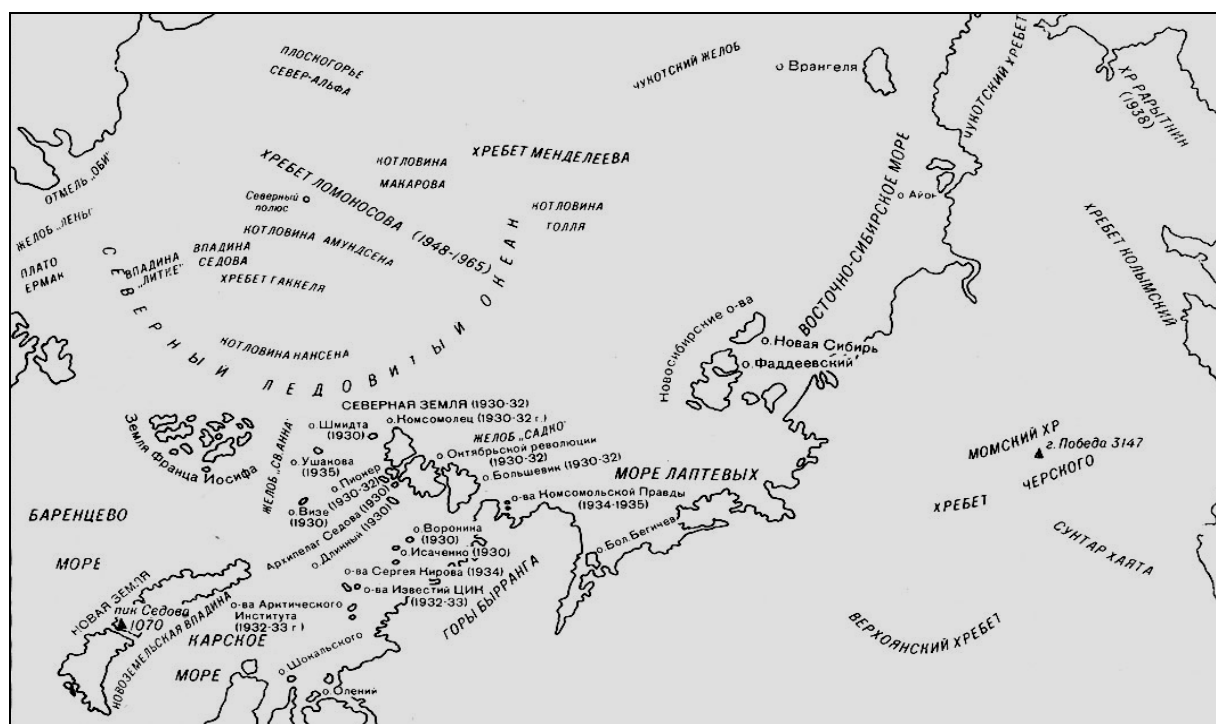 ПЛОСКОГОРЬЕ
СЕВЕР-АЛЬФА
ЧУКОТСКИЙ ЖЕЛОБ
о Врангеля
ЧУКОТСКИЙ ХРЕБЕТ
ХР РАРЫТКИН
(1938)
ОТМЕЛЬ „ОБИ"
ЖЕЛОБ „ЛЕНЫ"
ПЛАТО
ЕРМАК
ХРЕБЕТ ЛОМОНОСОВА (1948-1965)
Северный
полюс
КОТЛОВИНА
МАКАРОВА
ХРЕБЕТ МЕНДЕЛЕЕВА
КОТЛОВИНА
ТОЛЛЯ
КОТЛОВИНА АМУНДСЕНА
ВПАДИНА
СЕДОВА
ВПАДИНА
„ЛИТКЕ"
ХРЕБЕТ ГАККЕЛЯ
КОТЛОВИНА НАНСЕНА
СЕВЕРНЫЙ ЛЕДОВИТЫЙ ОКЕАН
ВОСТОЧНО-СИБИРСКОЕ МОРЕ
о Айон
ХРЕБЕТ КОЛЫМСКИЙ
Новосибирские о-ва
о.Новая Сибирь
о.Фаддеевский
Земля Франца Иосифа
ЖЕЛОБ „СВ.АННА"
СЕВЕРНАЯ ЗЕМЛЯ (1930-32)
о.Шмидта
(1930)
о.Комсомолец (1930-32 г.)
ЖЕЛОБ „САДКО"
о Октябрьской революции
(1930-32)
о.Большевик (1930-32)
о.Ушакова
(1935)
о.Пионер
(1930-32)
о.Визе
(1930)
Архипелаг Седова (1930)
о.Длинный (1930)
МОРЕ ЛАПТЕВЫХ
о-ва Комсомольской Правды
(1934-1935)
о.Воронина
(1930)
о.Исаченко (1930)
о-ва Сергея Кирова (1934)
о-ва Известий ЦИК
(1932-33)
о-ва Арктического
Института
(1932-33 г)
ГОРЫ БЫРРАНГА
о.Бол Бегичев
МОМСКИЙ ХР
г.Победа 3147
ХРЕБЕТ ЧЕРСКОГО
СУНТАР ХАЯТА
ВЕРХОЯНСКИЙ ХРЕБЕТ
БАРЕНЦЕВО
МОРЕ
НОВАЯ ЗЕМЛЯ
пик Седова
1070
НОВОЗЕМЕЛЬСКАЯ ВПАДИНА
КАРСКОЕ
МОРЕ
о Шокальского
о.Олений